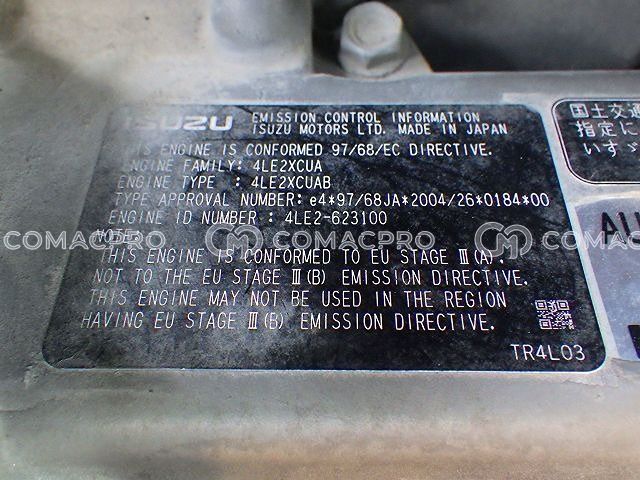 ISUZU
EMISSION CONTROL INFORMATION
ISUZU MOTORS LTD. MADE IN JAPAN
THIS ENGINE IS CONFORMED 97/68/EC DIRECTIVE.
ENGINE FAMILY: 4LE2XCUA
ENGINE TYPE : 4LE2XCUAB
TYPE APPROVAL NUMBER: e4*97/68JA*2004/26*0184*00
ENGINE ID NUMBER : 4LE2-623100
COMACPRO COMACPRO COMACPRO
THIS ENGINE IS CONFORMED TO EU STAGE Ⅲ(A).
NOT TO THE EU STAGE Ⅲ(B) EMISSION DIRECTIVE.
THIS ENGINE MAY NOT BE USED IN THE REGION
HAVING EU STAGE Ⅲ(B) EMISSION DIRECTIVE.
TR4L03
国土交通
指定に
いすゞ